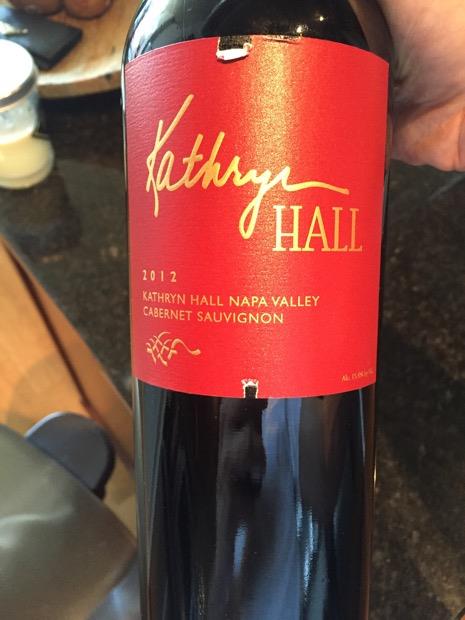 Kathryn
HALL
2012
KATHRYN HALL NAPA VALLEY
CABERNET SAUVIGNON